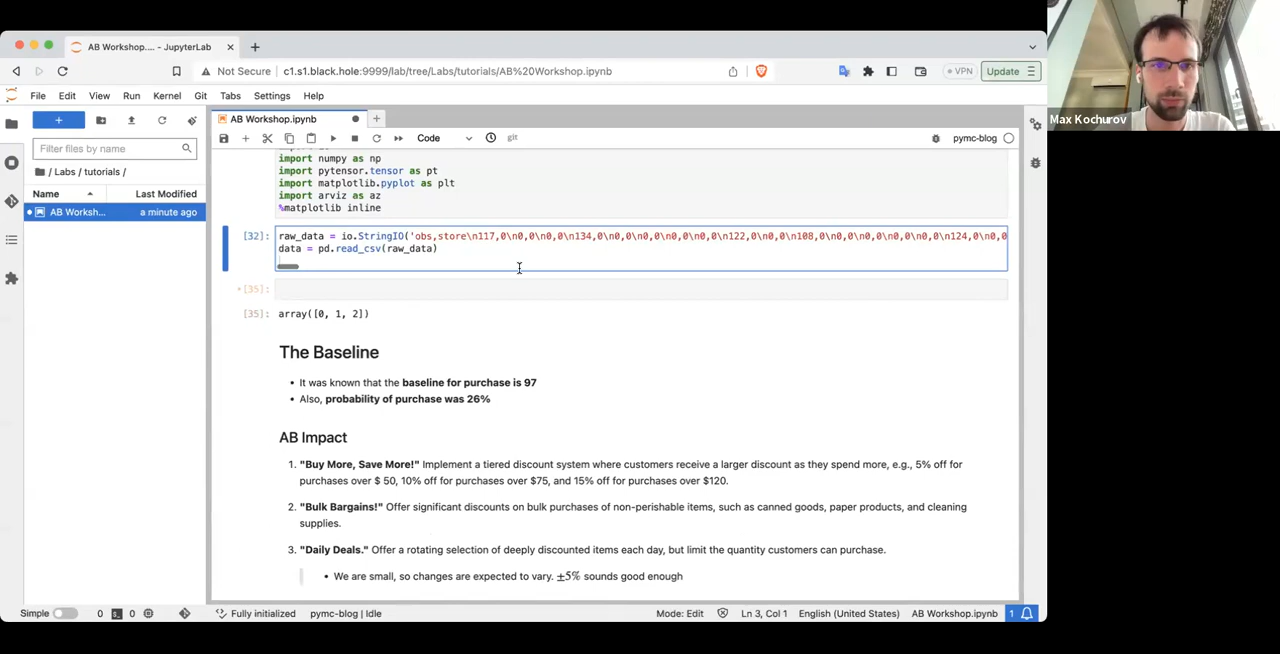 AB Workshop.... - JupyterLab
Not Secure c1.s1.black.hole:9999/lab/tree/Labs/tutorials/AB%20Workshop.ipynb
VPN
Update
Max Kochurov
File Edit View Run Kernel Git Tabs Settings Help
AB Workshop.ipynb
Code
git
pymc-blog
Filter files by name
/ Labs / tutorials /
Name Last Modified
AB Worksh... a minute ago
import numpy as np
import pytensor.tensor as pt
import matplotlib.pyplot as plt
import arviz as az
%matplotlib inline
[32]: raw_data = io.StringIO('obs,store\n117,0\n0,0\n0,0\n134,0\n0,0\n0,0\n0,0\n0,0\n122,0\n0,0\n108,0\n0,0\n0,0\n0,0\n0,0\n124,0\n0,0
data = pd.read_csv(raw_data)
[35]:
[35]: array([0, 1, 2])
The Baseline
• It was known that the baseline for purchase is 97
• Also, probability of purchase was 26%
AB Impact
1. "Buy More, Save More!" Implement a tiered discount system where customers receive a larger discount as they spend more, e.g., 5% off for
purchases over $ 50, 10% off for purchases over $75, and 15% off for purchases over $120.
2. "Bulk Bargains!" Offer significant discounts on bulk purchases of non-perishable items, such as canned goods, paper products, and cleaning
supplies.
3. "Daily Deals." Offer a rotating selection of deeply discounted items each day, but limit the quantity customers can purchase.
• We are small, so changes are expected to vary. ±5% sounds good enough
Simple 0 0 Fully initialized pymc-blog | Idle Mode: Edit Ln 3, Col 1 English (United States) AB Workshop.ipynb 1